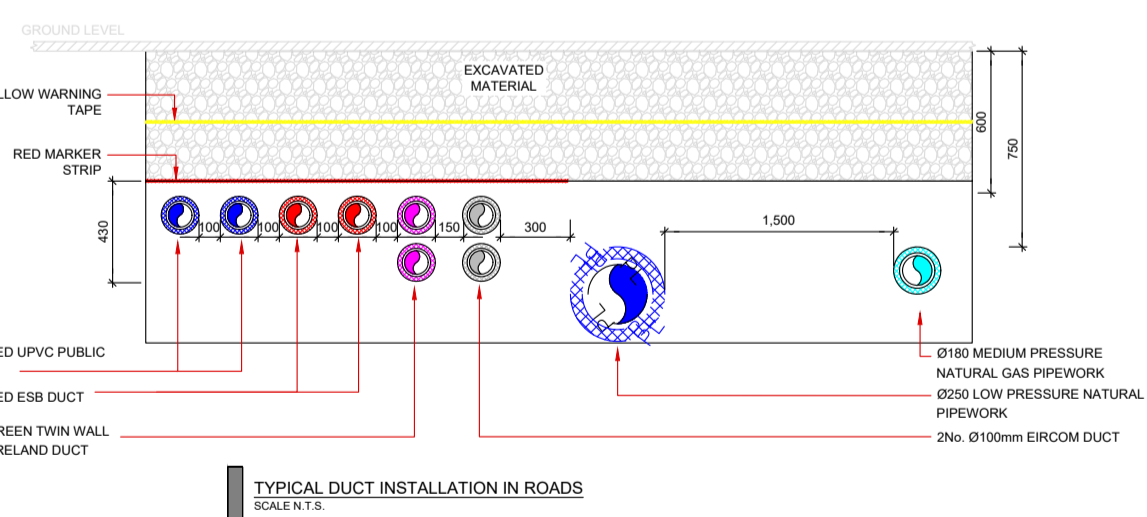 GROUND LEVEL
EXCAVATED
MATERIAL
LLOW WARNING
TAPE
600
750
RED MARKER
STRIP
430
100
100
100
100
150
300
1,500
ED UPVC PUBLIC
ED ESB DUCT
REEN TWIN WALL
RELAND DUCT
Ø180 MEDIUM PRESSURE
NATURAL GAS PIPEWORK
Ø250 LOW PRESSURE NATURAL
PIPEWORK
2No. Ø100mm EIRCOM DUCT
TYPICAL DUCT INSTALLATION IN ROADS
SCALE N.T.S.